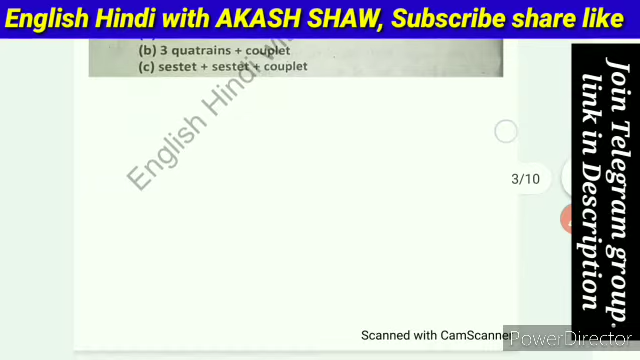 English Hindi with AKASH SHAW, Subscribe share like
(b) 3 quatrains + couplet
(c) sestet + sestet + couplet
English Hindi
3/10
Join Telegram group.
link in Description
Scanned with CamScanner
PowerDirector